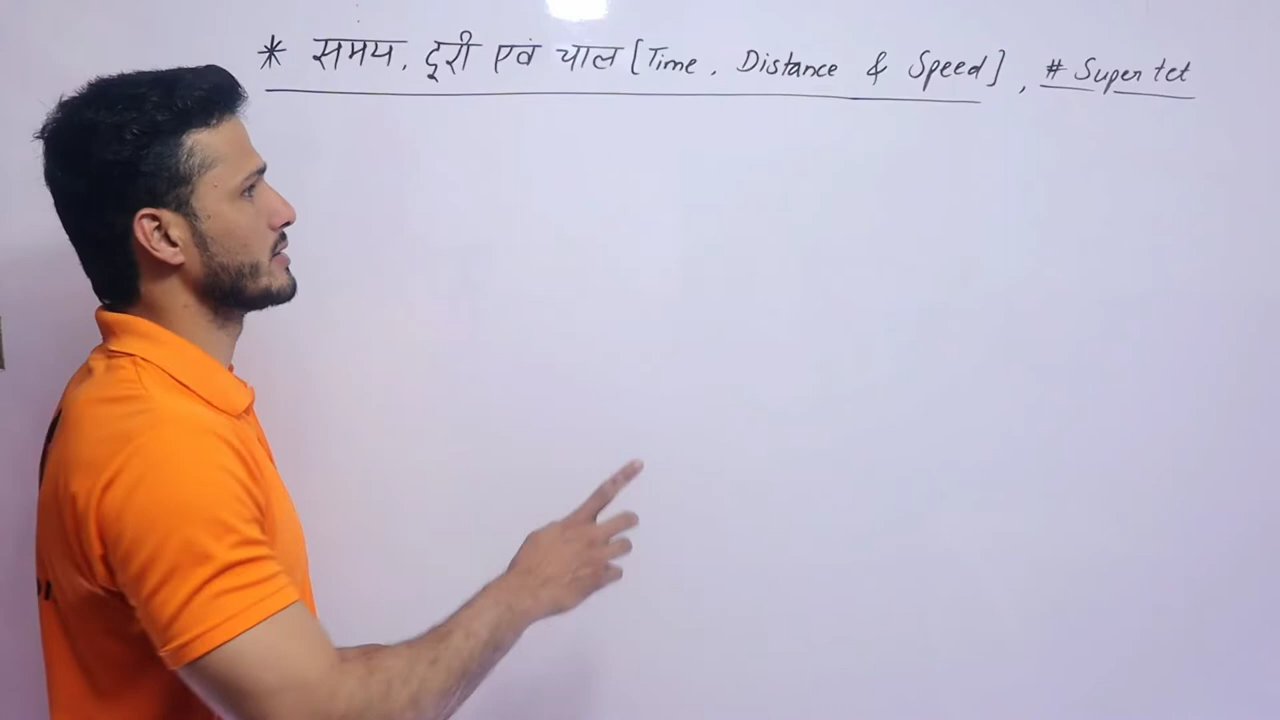 * समय, दूरी एवं चाल [Time, Distance & Speed], # Super tet